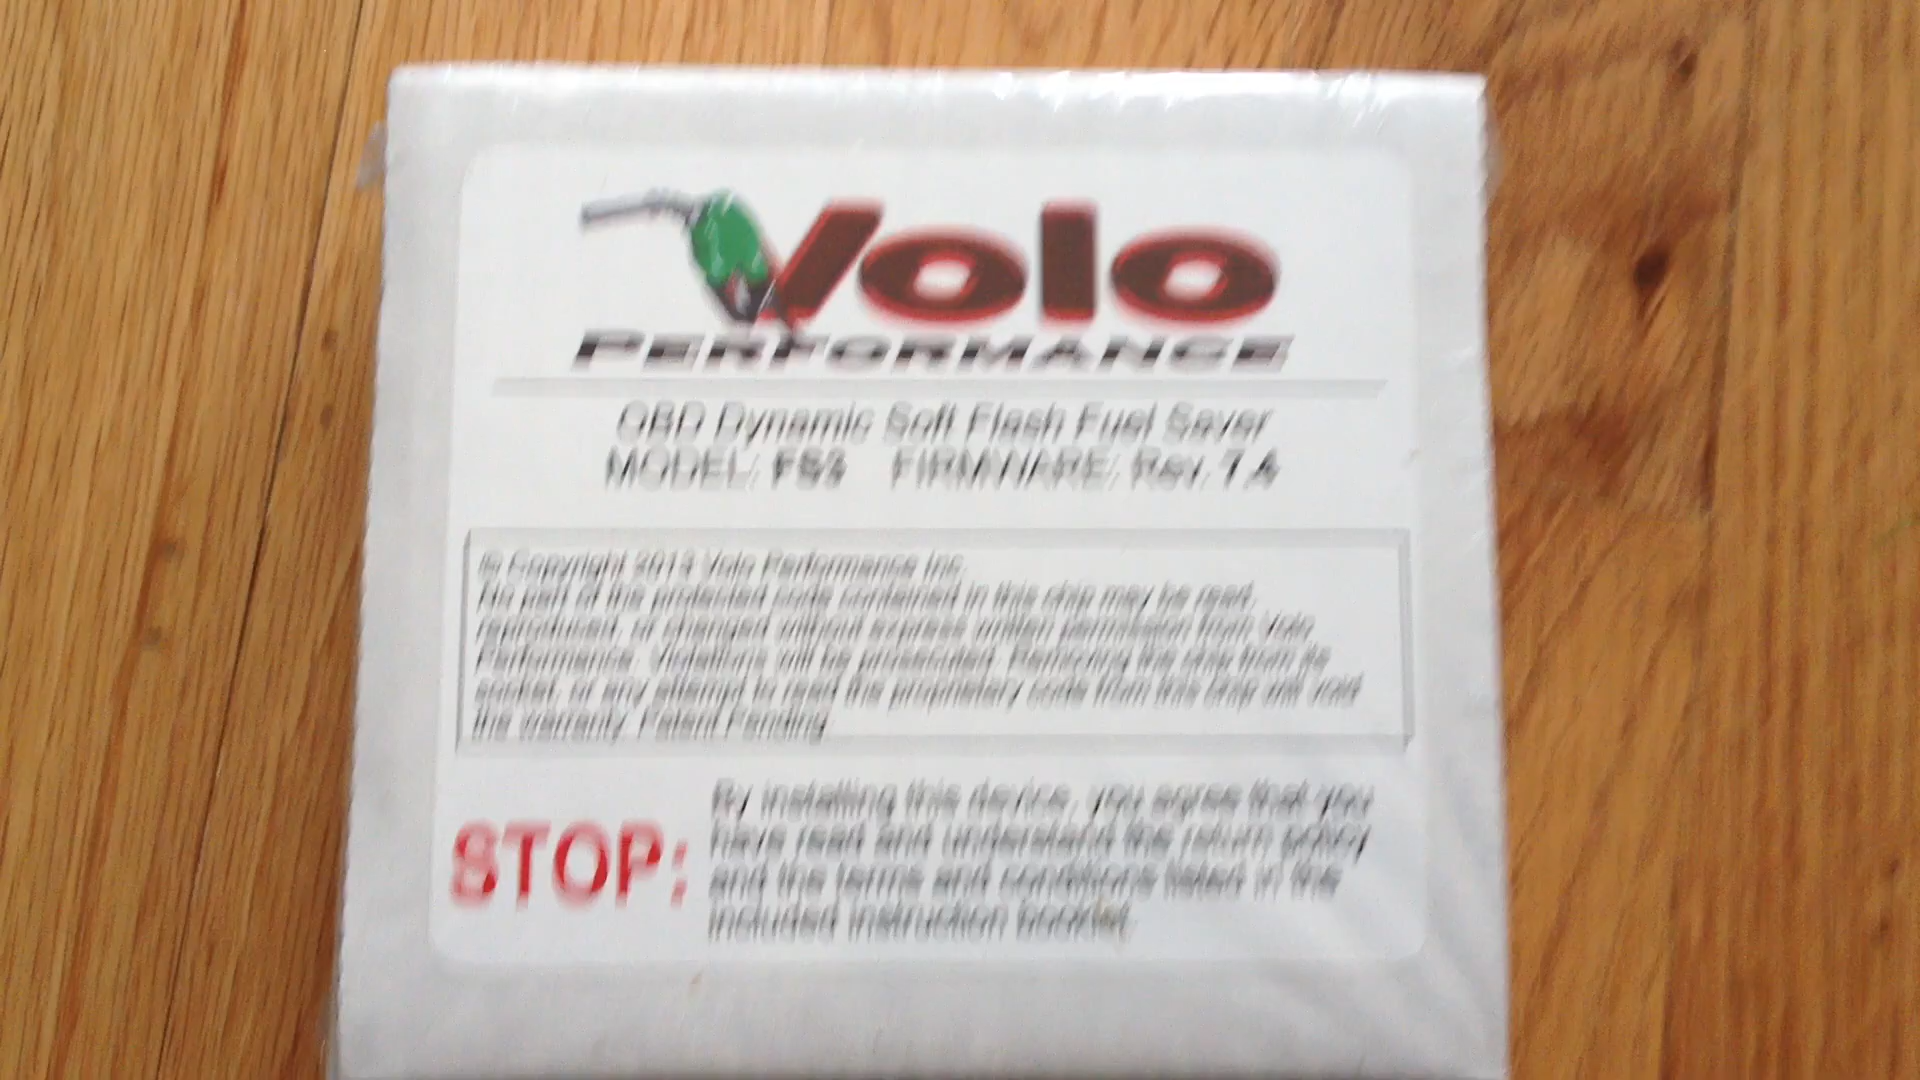 Volo
PERFORMANCE
OBD Dynamic Soft Flash Fuel Saver
MODEL: FIRMWARE: Rev.
© Copyright Volo Performance Inc.
No part of the protected code contained in this chip may be read,
reproduced, or changed without express written permission from Volo
Performance. Violations will be prosecuted. Removing the chip from its
socket, or any attempt to read the proprietary code from this chip will void
the warranty. Patent Pending
STOP:
By installing this device, you agree that you
have read and understand the return policy
and the terms and conditions listed in the
included instruction booklet.